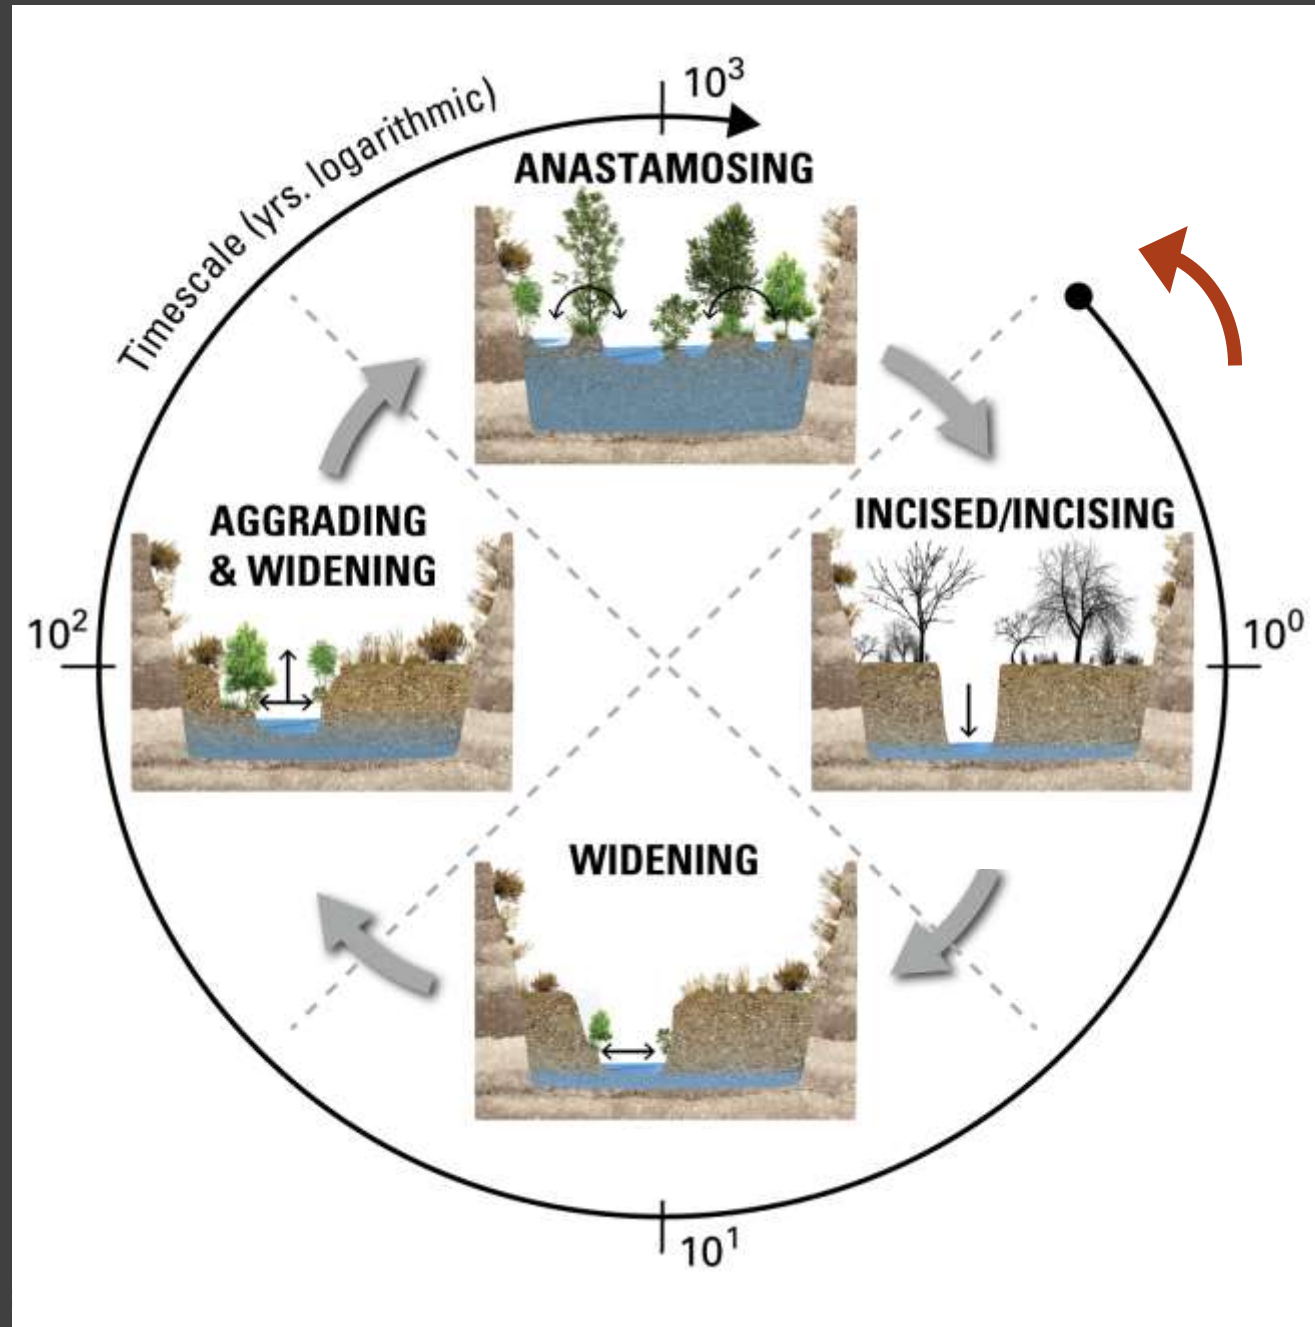 10³
Timescale (yrs. logarithmic)
ANASTAMOSING
INCISED/INCISING
AGGRADING
& WIDENING
10²
10⁰
WIDENING
10¹